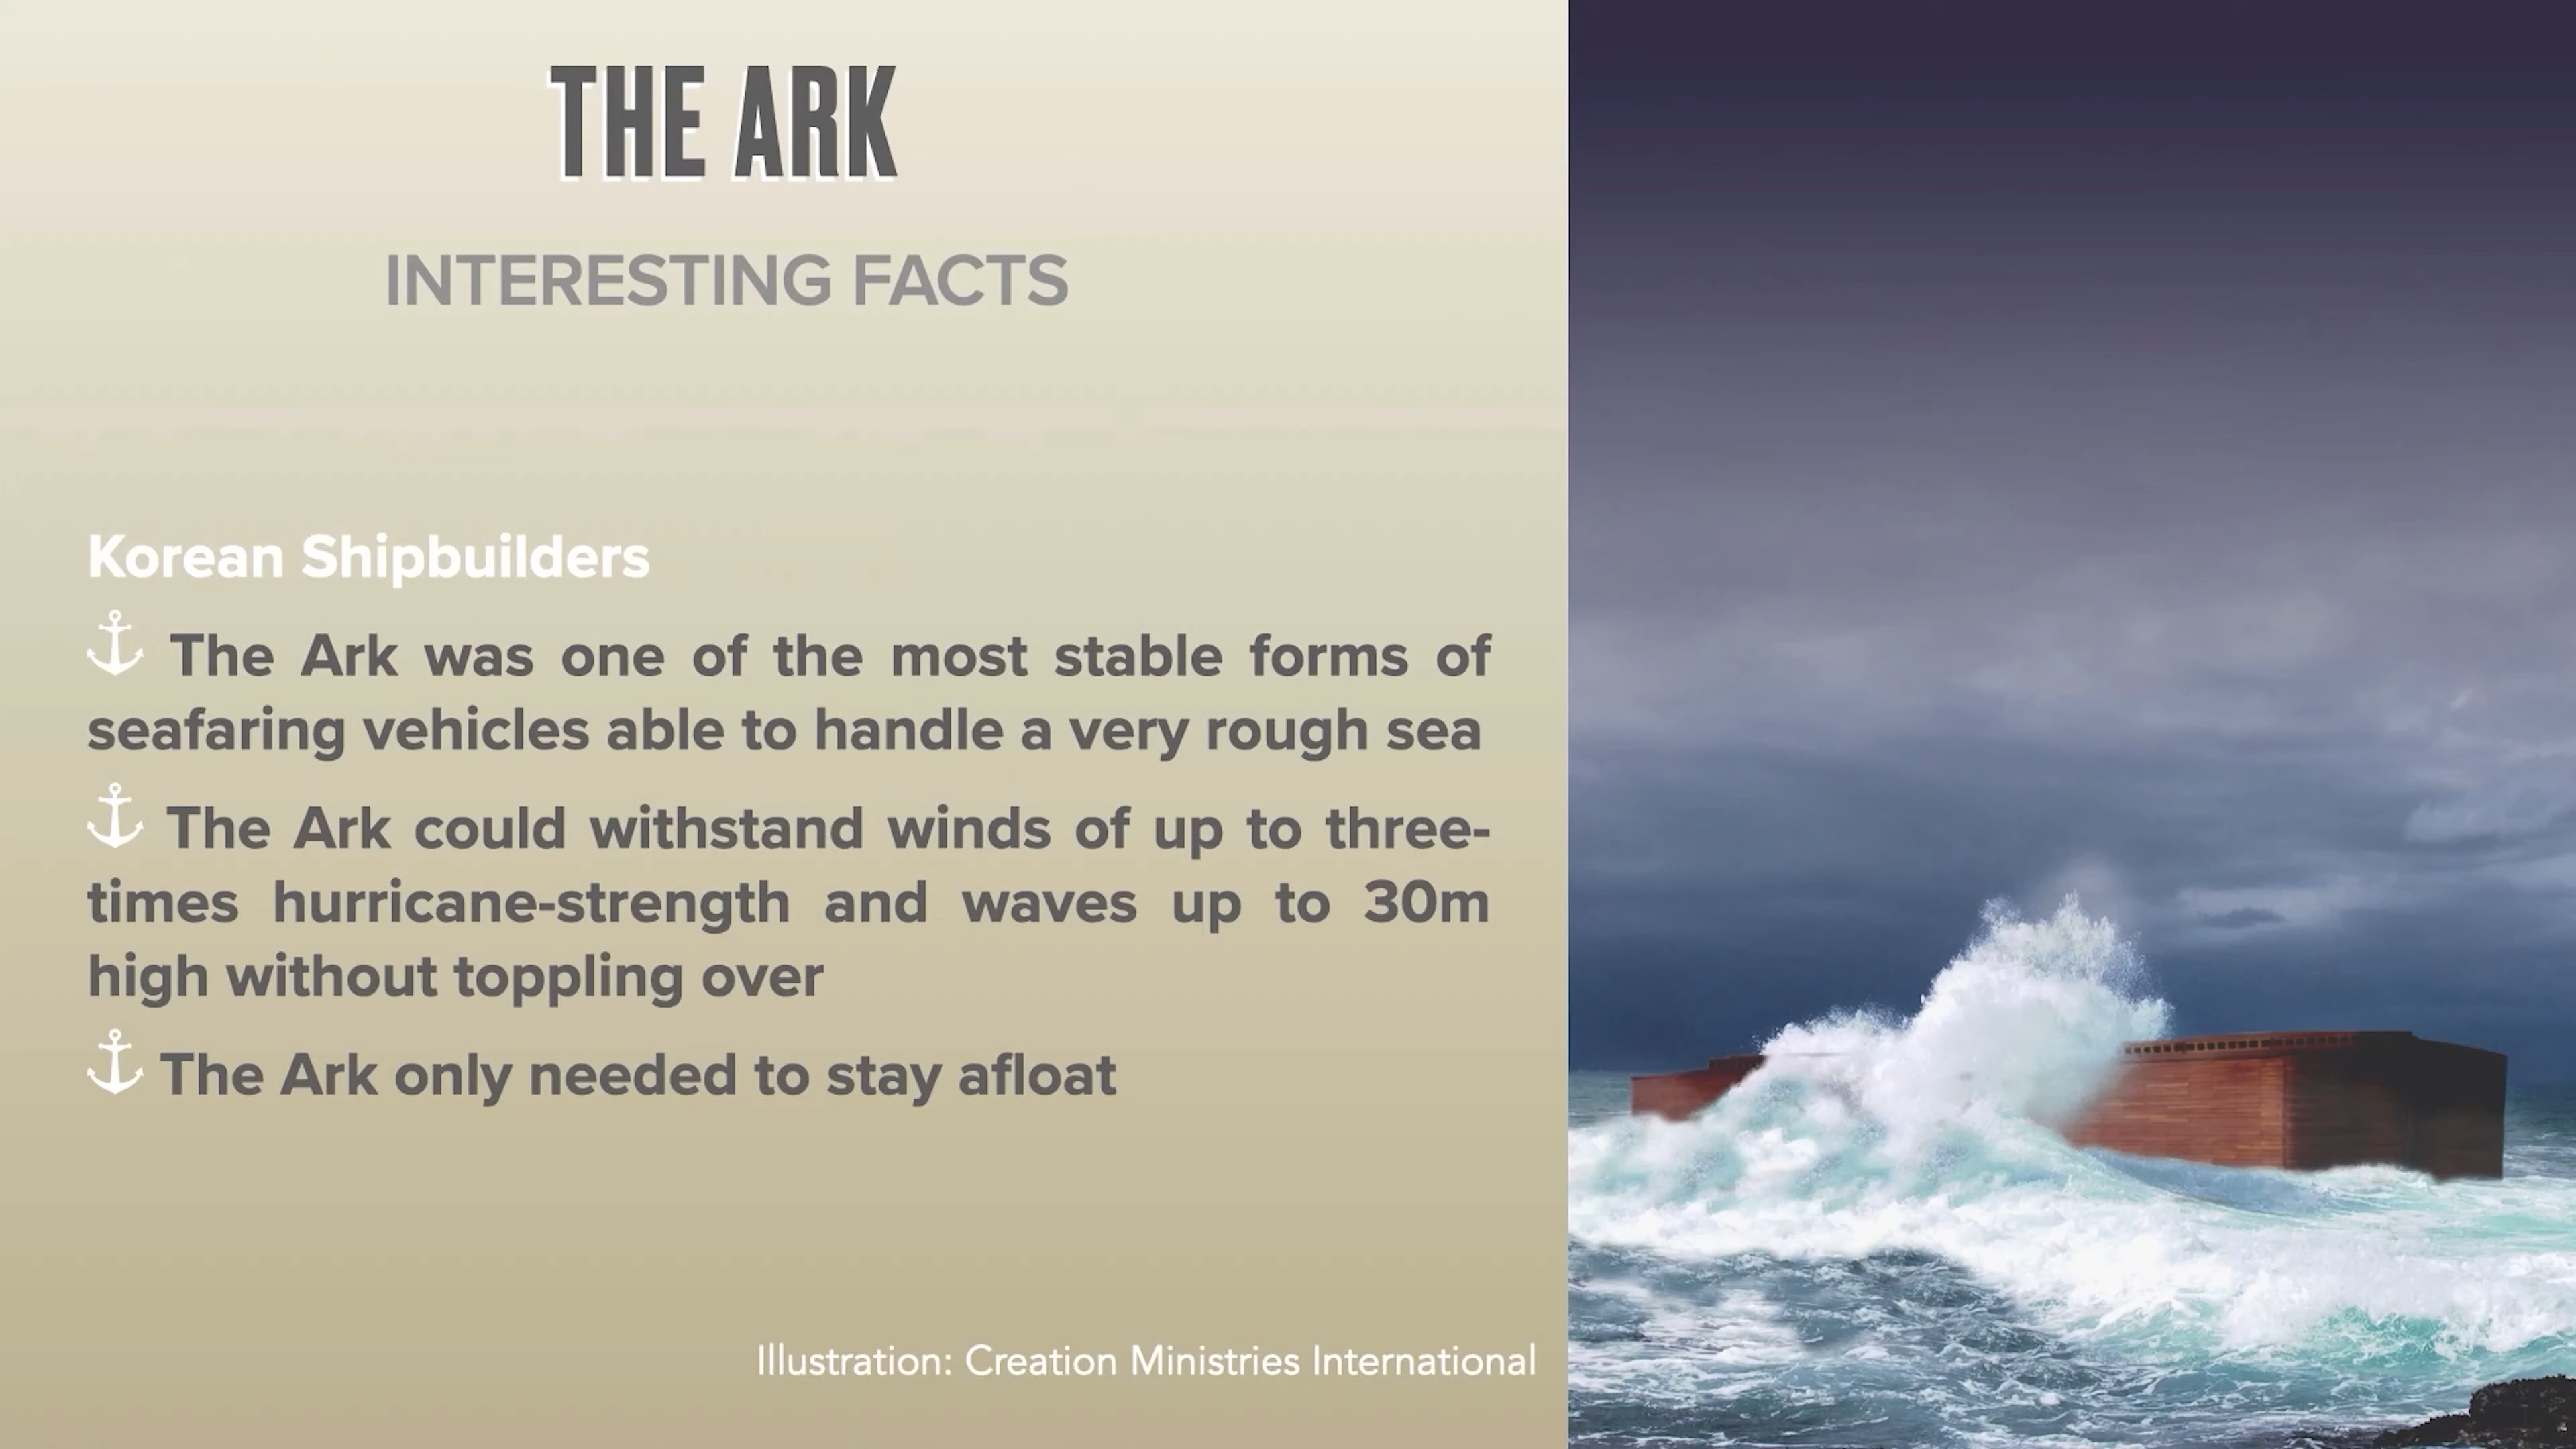 THE ARK
INTERESTING FACTS
Korean Shipbuilders
The Ark was one of the most stable forms of
seafaring vehicles able to handle a very rough sea
The Ark could withstand winds of up to three-
times hurricane-strength and waves up to 30m
high without toppling over
The Ark only needed to stay afloat
Illustration: Creation Ministries International